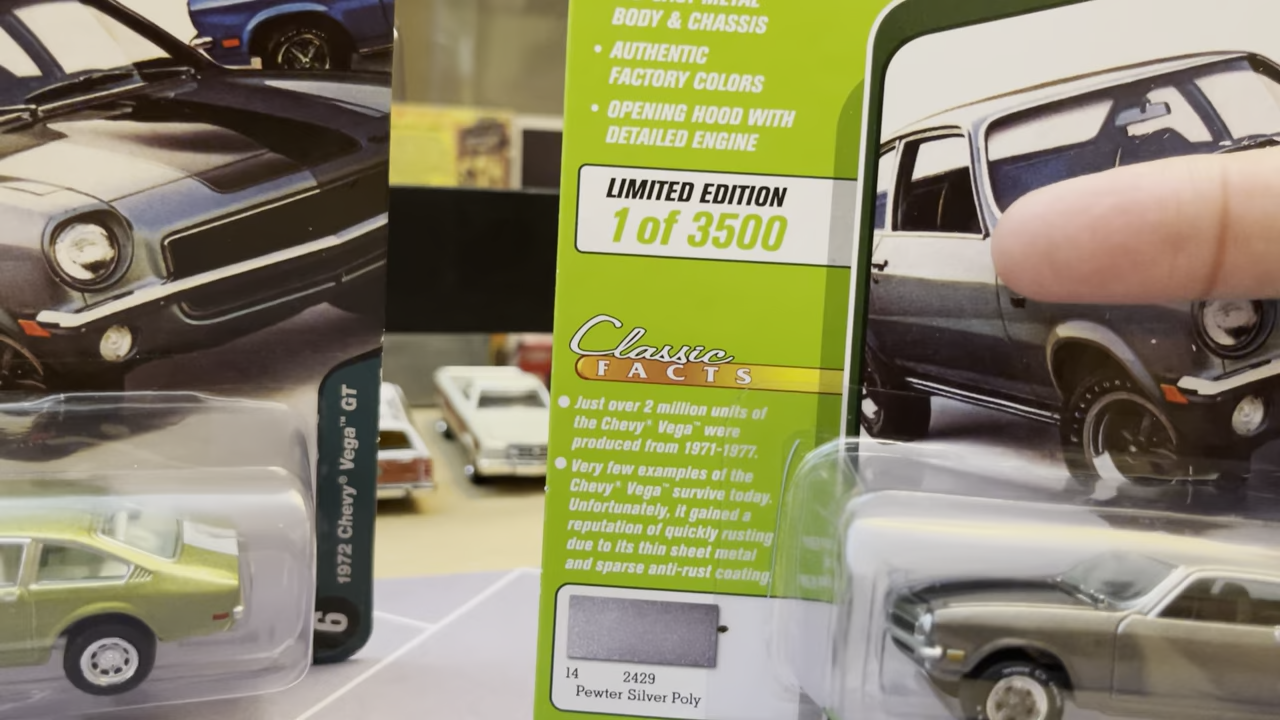 BODY & CHASSIS
• AUTHENTIC
FACTORY COLORS
• OPENING HOOD WITH
DETAILED ENGINE
LIMITED EDITION
1 of 3500
Classic
FACTS
• Just over 2 million units of
the Chevy® Vega™ were
produced from 1971-1977.
• Very few examples of the
Chevy® Vega™ survive today.
Unfortunately, it gained a
reputation of quickly rusting
due to its thin sheet metal
and sparse anti-rust coating
14 2429
Pewter Silver Poly
1972 Chevy® Vega™ GT
6